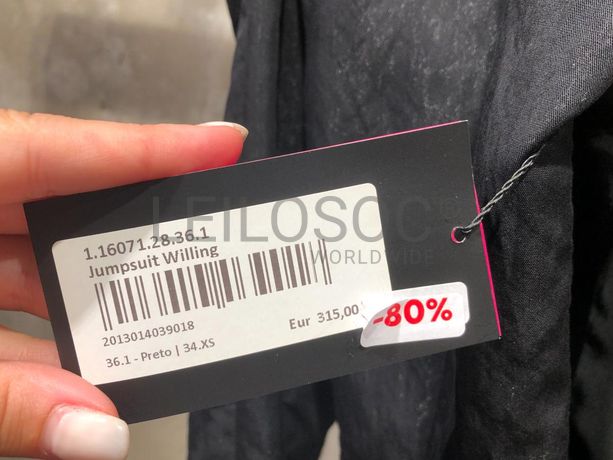 1.16071.28.36.1
Jumpsuit Willing
2013014039018
Eur 315,00
36.1 - Preto | 34.XS
-80%
LEILOSOC
WORLDWIDE